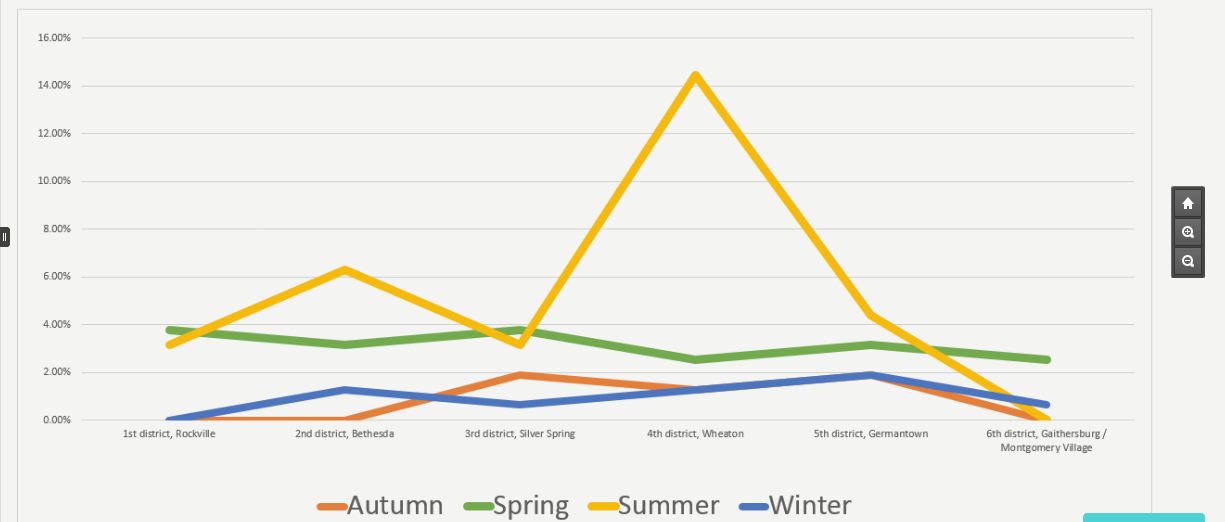 16.00%
14.00%
12.00%
10.00%
8.00%
6.00%
4.00%
2.00%
0.00%
1st district, Rockville
2nd district, Bethesda
3rd district, Silver Spring
4th district, Wheaton
5th district, Germantown
6th district, Gaithersburg /
Montgomery Village
Autumn Spring Summer Winter